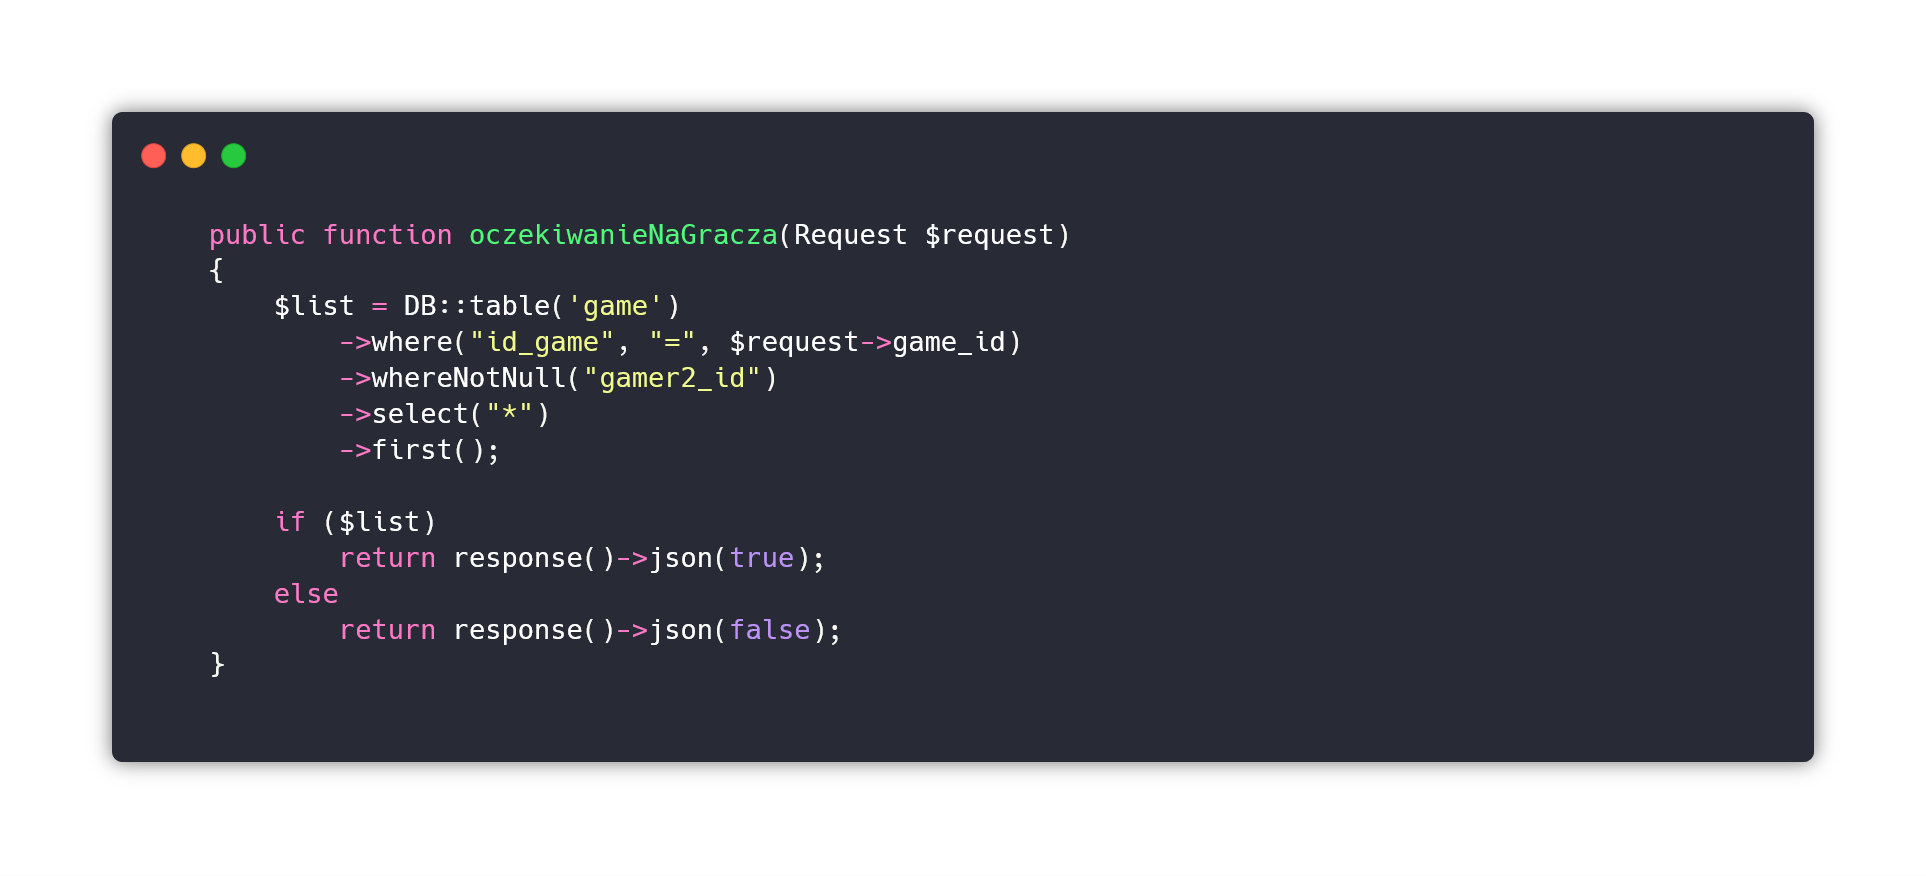 public function oczekiwanieNaGracza(Request $request)
{
    $list = DB::table('game')
        ->where("id_game", "=", $request->game_id)
        ->whereNotNull("gamer2_id")
        ->select("*")
        ->first();

    if ($list)
        return response()->json(true);
    else
        return response()->json(false);
}